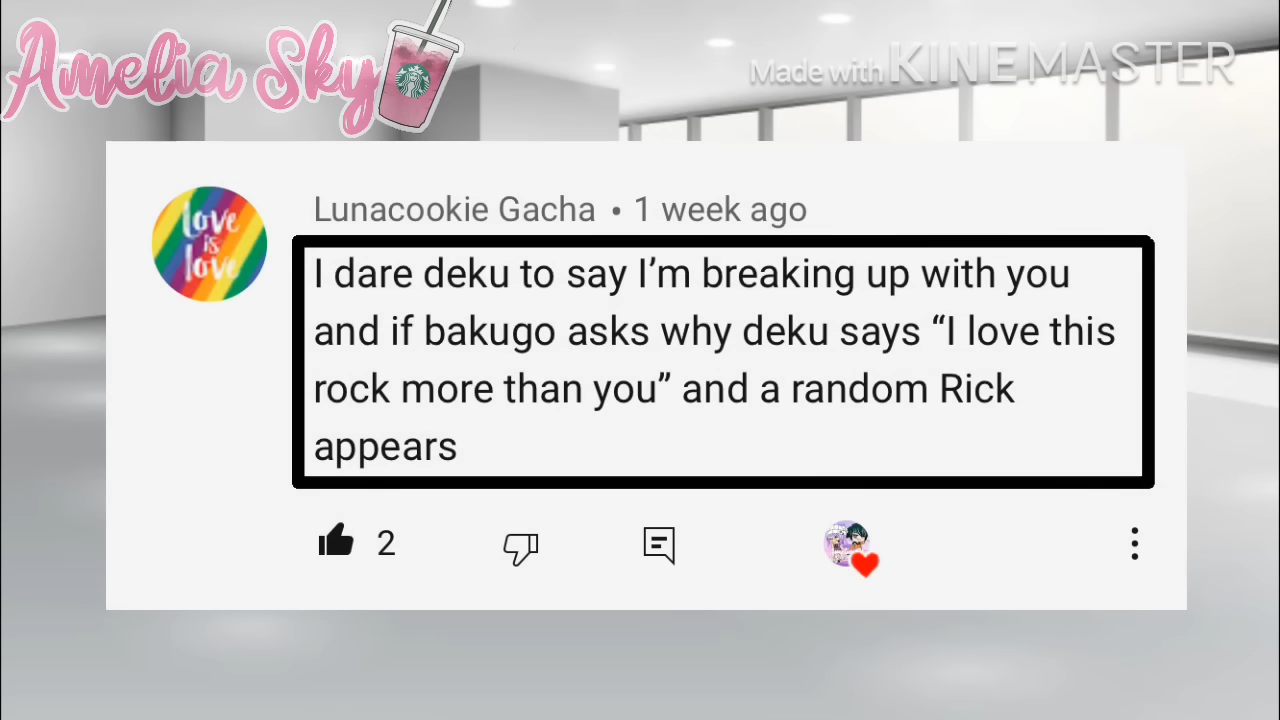 Amelia Sky
Made with KINEMASTER
love
is
love
Lunacookie Gacha • 1 week ago
I dare deku to say I’m breaking up with you
and if bakugo asks why deku says “I love this
rock more than you” and a random Rick
appears
2